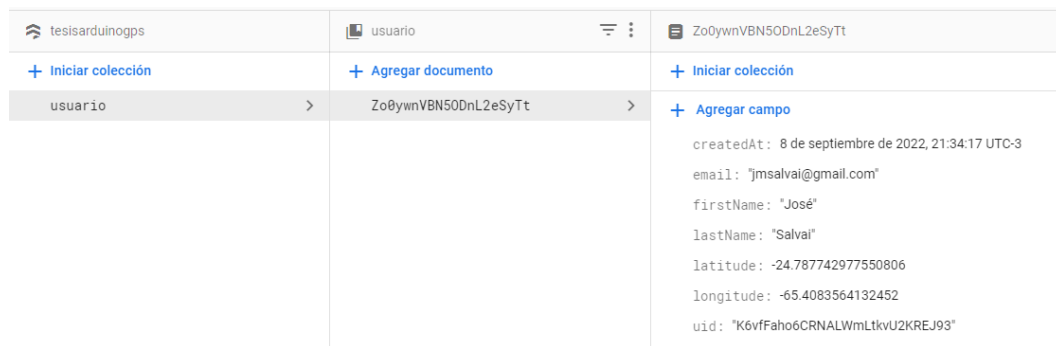 tesisarduinogps
usuario
Zo0ywnVBN5ODnL2eSyTt
+ Iniciar colección
+ Agregar documento
+ Iniciar colección
usuario
Zo0ywnVBN5ODnL2eSyTt
+ Agregar campo
createdAt: 8 de septiembre de 2022, 21:34:17 UTC-3
email: "jmsalvai@gmail.com"
firstName: "José"
lastName: "Salvai"
latitude: -24.787742977550806
longitude: -65.4083564132452
uid: "K6vfFaho6CRNALWmLtkvU2KREJ93"